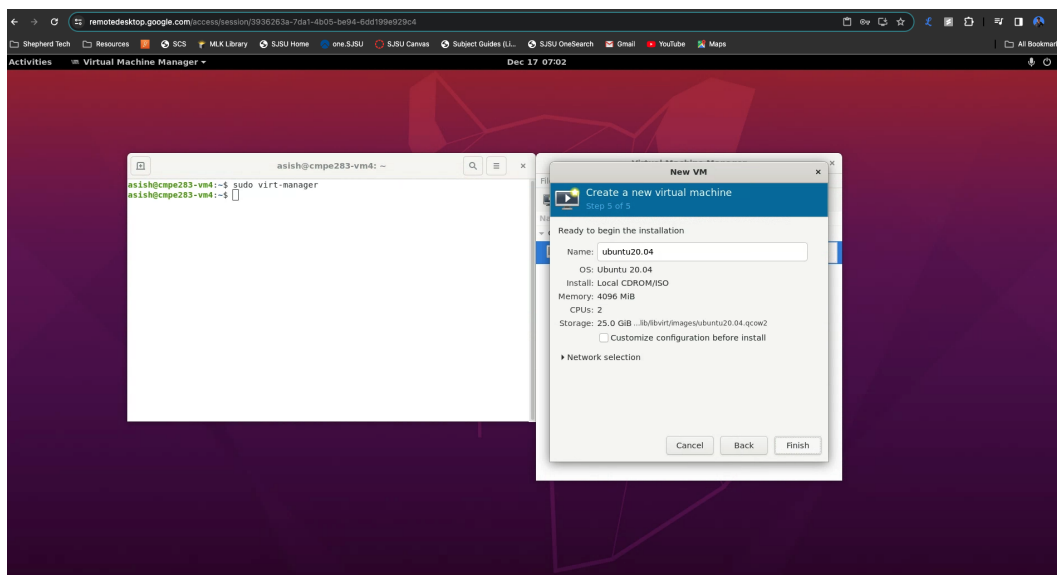 remotedesktop.google.com/access/session/3936263a-7da1-4b05-be94-6dd199e929c4
Shepherd Tech Resources SCS MLK Library SJSU Home one.SJSU SJSU Canvas Subject Guides (Li... SJSU OneSearch Gmail YouTube Maps All Bookmar
Activities Virtual Machine Manager Dec 17 07:02
asish@cmpe283-vm4: ~
asish@cmpe283-vm4:~$ sudo virt-manager
asish@cmpe283-vm4:~$
New VM
Create a new virtual machine
Step 5 of 5
Ready to begin the installation
Name: ubuntu20.04
OS: Ubuntu 20.04
Install: Local CDROM/ISO
Memory: 4096 MiB
CPUs: 2
Storage: 25.0 GiB ...lib/libvirt/images/ubuntu20.04.qcow2
Customize configuration before install
Network selection
Cancel Back Finish